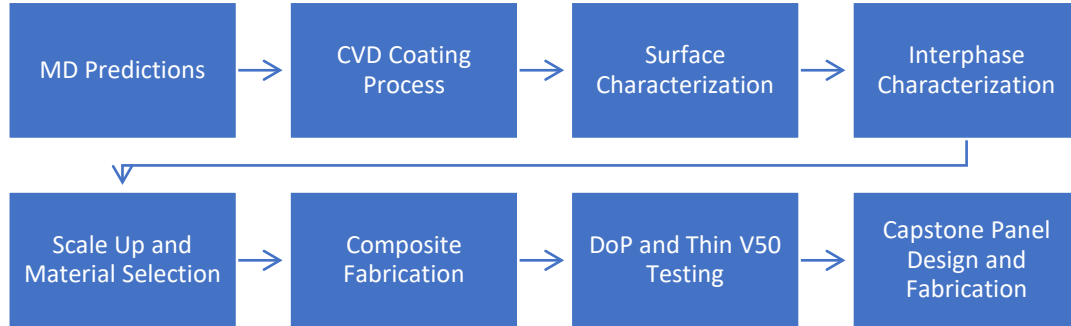 MD Predictions
CVD Coating
Process
Surface
Characterization
Interphase
Characterization
Scale Up and
Material Selection
Composite
Fabrication
DoP and Thin V50
Testing
Capstone Panel
Design and
Fabrication